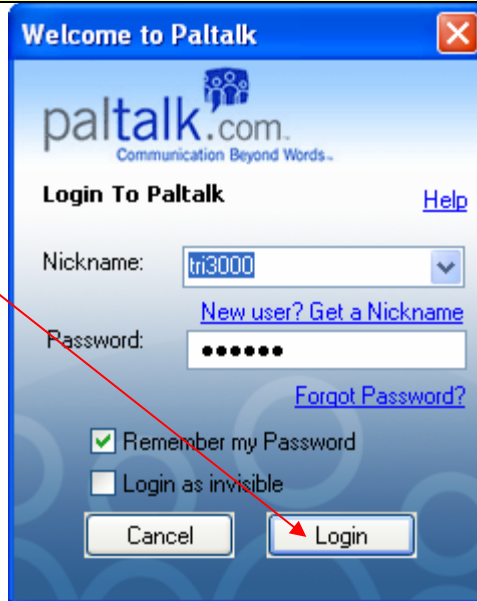 Welcome to Paltalk
paltalk.com
Communication Beyond Words
Login To Paltalk
Help
Nickname: tri3000
New user? Get a Nickname
Password: ●●●●●●
Forgot Password?
Remember my Password
Login as invisible
Cancel Login